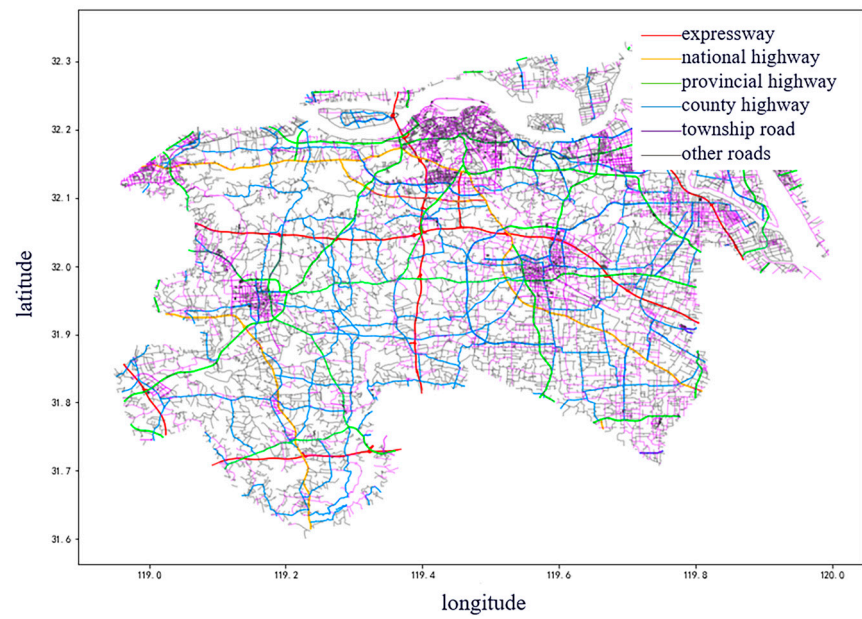 expressway
national highway
provincial highway
county highway
township road
other roads
32.3
32.2
32.1
32.0
31.9
31.8
31.7
31.6
latitude
119.0
119.2
119.4
119.6
119.8
120.0
longitude